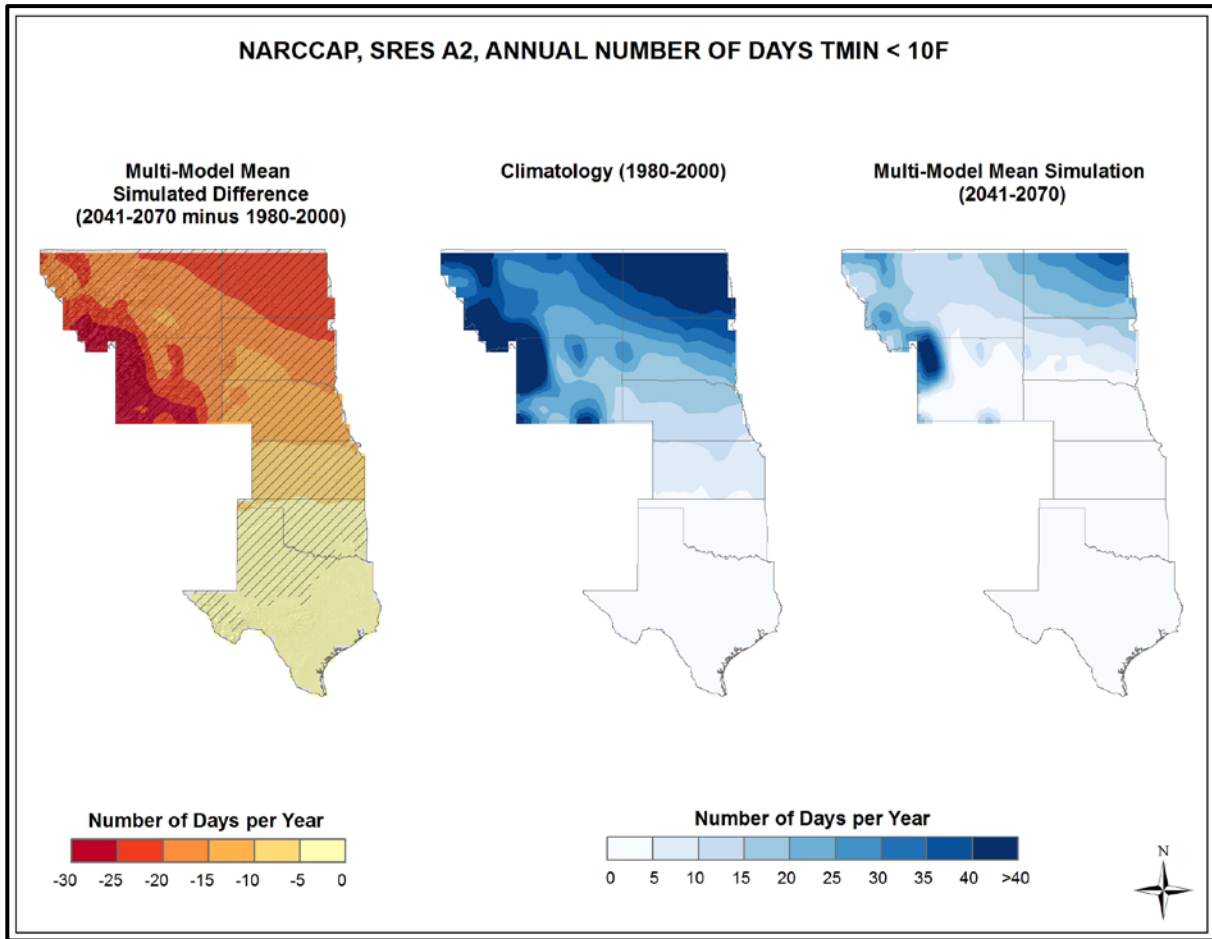 NARCCAP, SRES A2, ANNUAL NUMBER OF DAYS TMIN < 10F
Multi-Model Mean
Simulated Difference
(2041-2070 minus 1980-2000)
Climatology (1980-2000)
Multi-Model Mean Simulation
(2041-2070)
Number of Days per Year
-30 -25 -20 -15 -10 -5 0
Number of Days per Year
0 5 10 15 20 25 30 35 40 >40
N